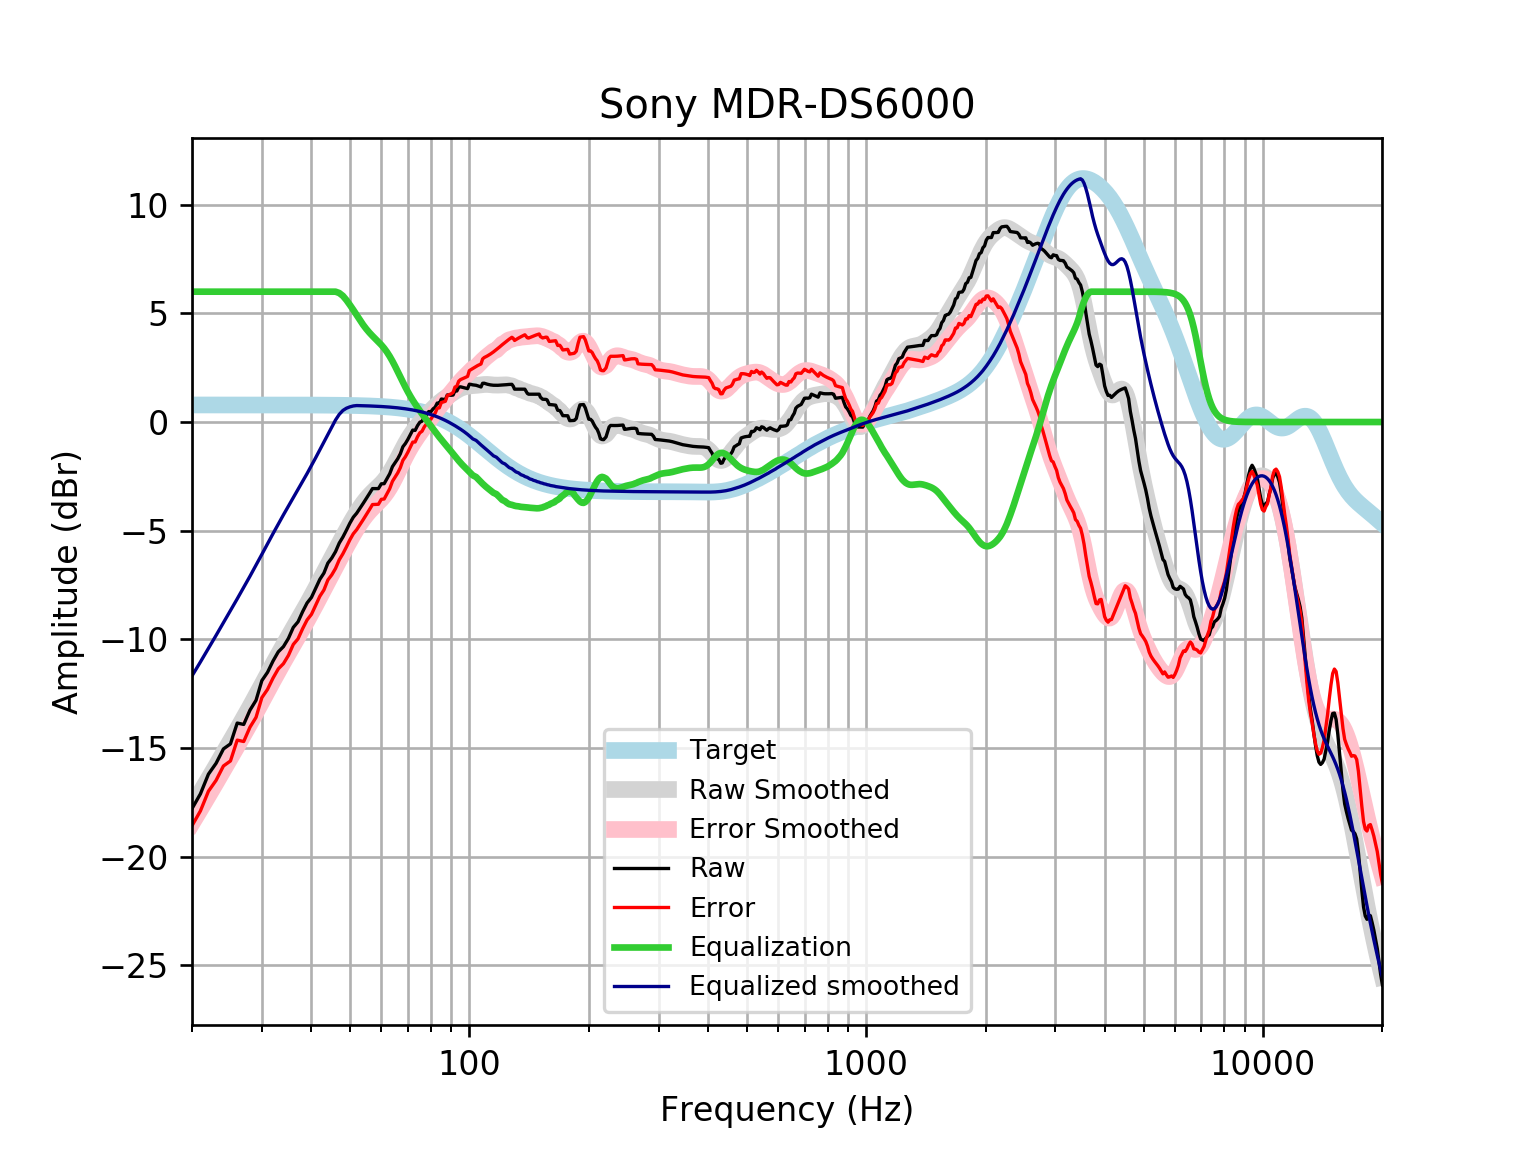 Sony MDR-DS6000
10
5
0
−5
−10
−15
−20
−25
Amplitude (dBr)
Target
Raw Smoothed
Error Smoothed
Raw
Error
Equalization
Equalized smoothed
100 1000 10000
Frequency (Hz)